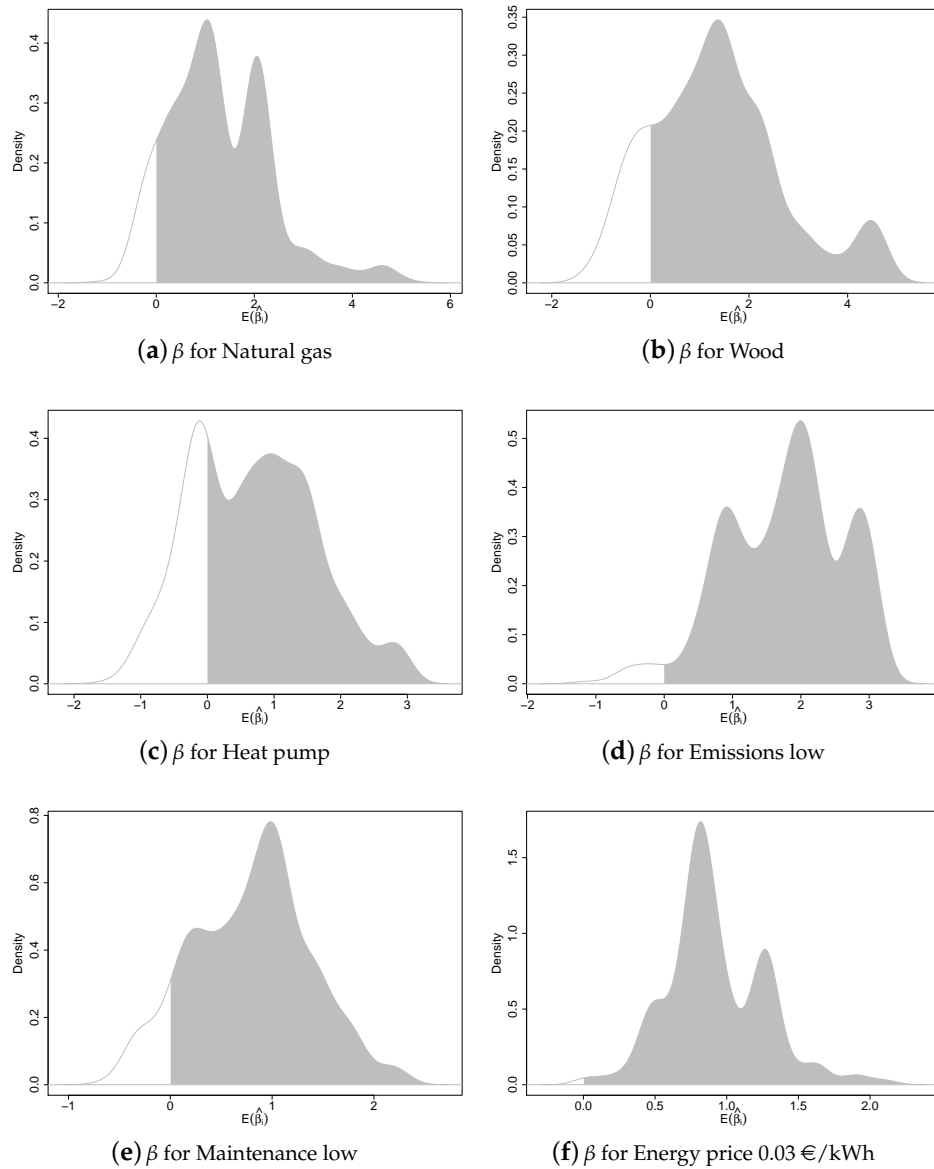 0.4
0.3
0.2
0.1
0.0
Density
−2 0 2 4 6
E(β̂i)
(a) β for Natural gas
0.35
0.30
0.25
0.20
0.15
0.10
0.05
0.00
Density
−2 0 2 4
E(β̂i)
(b) β for Wood
0.4
0.3
0.2
0.1
0.0
Density
−2 −1 0 1 2 3
E(β̂i)
(c) β for Heat pump
0.5
0.4
0.3
0.2
0.1
0.0
Density
−2 −1 0 1 2 3
E(β̂i)
(d) β for Emissions low
0.8
0.6
0.4
0.2
0.0
Density
−1 0 1 2
E(β̂i)
(e) β for Maintenance low
1.5
1.0
0.5
0.0
Density
0.0 0.5 1.0 1.5 2.0
E(β̂i)
(f) β for Energy price 0.03 €/kWh